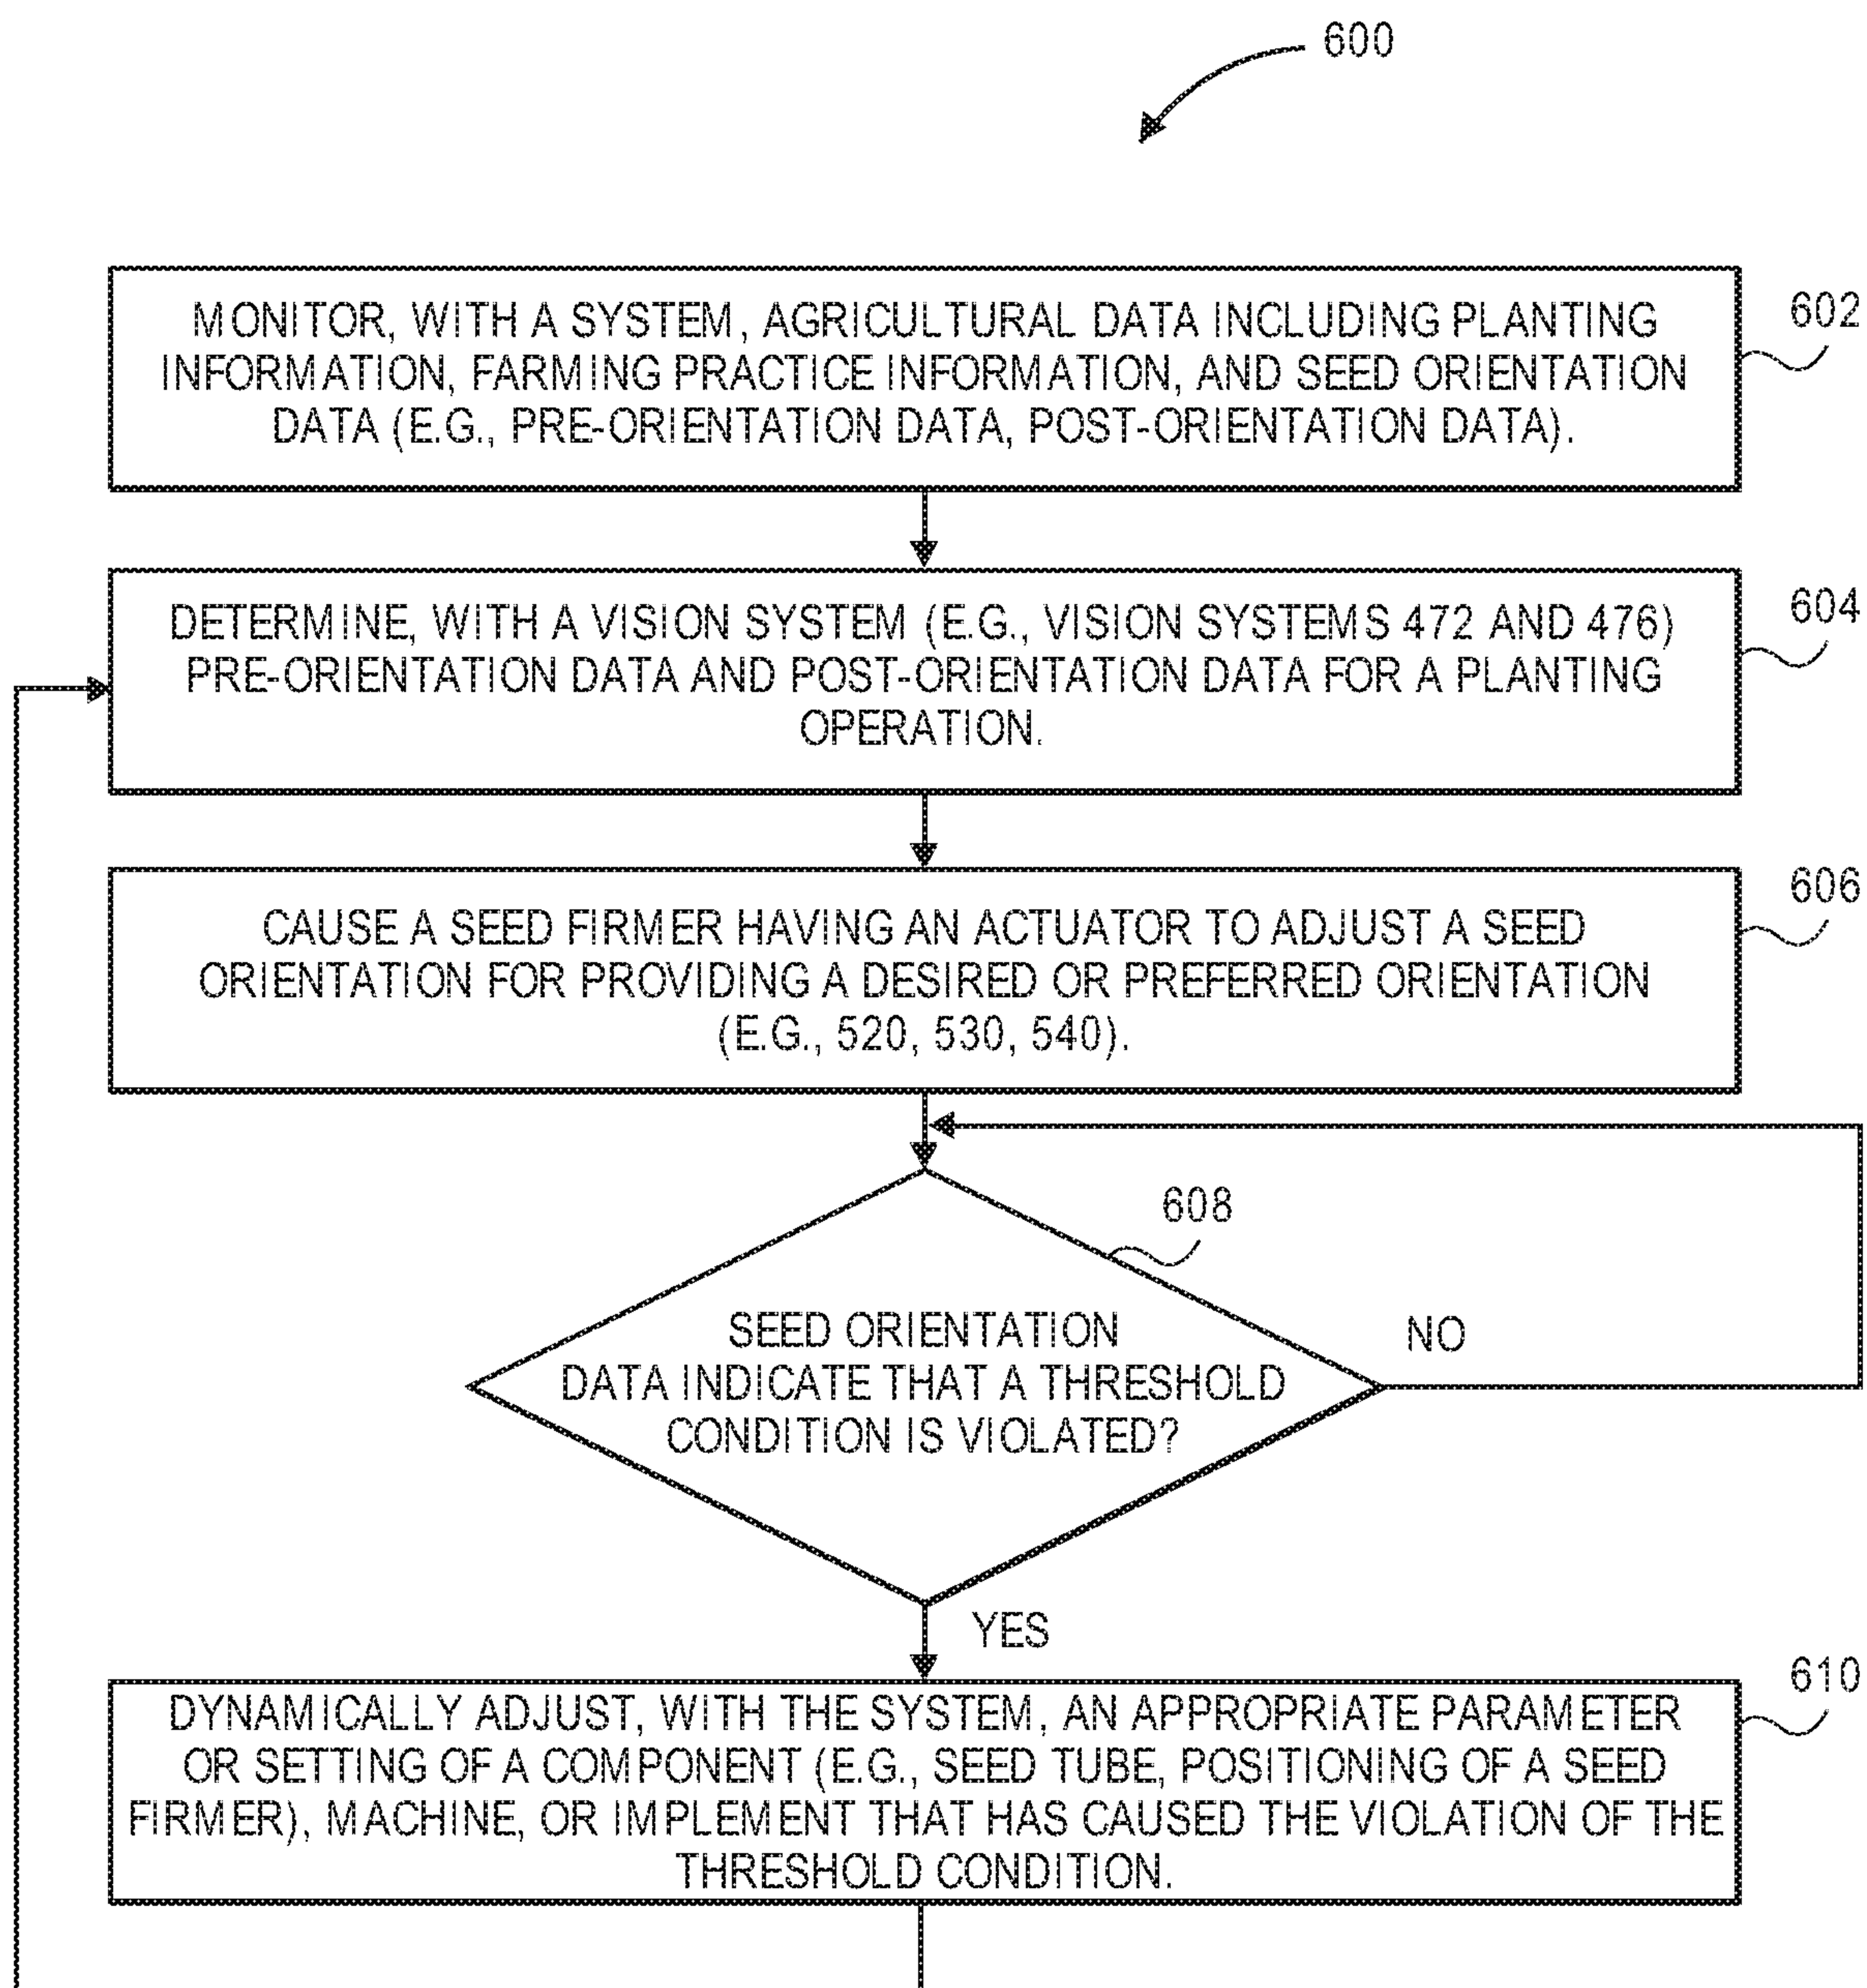 600
MONITOR, WITH A SYSTEM, AGRICULTURAL DATA INCLUDING PLANTING
INFORMATION, FARMING PRACTICE INFORMATION, AND SEED ORIENTATION
DATA (E.G., PRE-ORIENTATION DATA, POST-ORIENTATION DATA).
602
DETERMINE, WITH A VISION SYSTEM (E.G., VISION SYSTEMS 472 AND 476)
PRE-ORIENTATION DATA AND POST-ORIENTATION DATA FOR A PLANTING
OPERATION.
604
CAUSE A SEED FIRMER HAVING AN ACTUATOR TO ADJUST A SEED
ORIENTATION FOR PROVIDING A DESIRED OR PREFERRED ORIENTATION
(E.G., 520, 530, 540).
606
608
SEED ORIENTATION
DATA INDICATE THAT A THRESHOLD
CONDITION IS VIOLATED?
NO
YES
DYNAMICALLY ADJUST, WITH THE SYSTEM, AN APPROPRIATE PARAMETER
OR SETTING OF A COMPONENT (E.G., SEED TUBE, POSITIONING OF A SEED
FIRMER), MACHINE, OR IMPLEMENT THAT HAS CAUSED THE VIOLATION OF THE
THRESHOLD CONDITION.
610